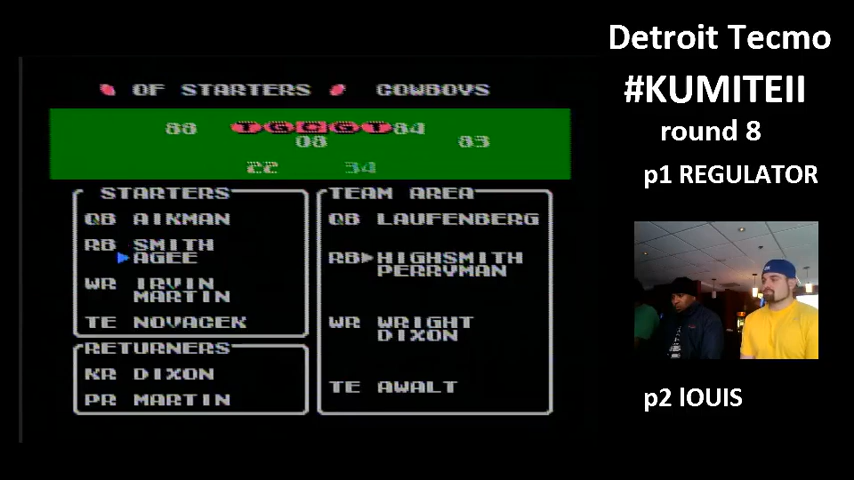 OF STARTERS COWBOYS
88 T G C G T 84
08 83
22 34
STARTERS
QB AIKMAN
RB SMITH
AGEE
WR IRVIN
MARTIN
TE NOVACEK
RETURNERS
KR DIXON
PR MARTIN
TEAM AREA
QB LAUFENBERG
RB HIGHSMITH
PERRYMAN
WR WRIGHT
DIXON
TE AWALT
Detroit Tecmo
#KUMITEII
round 8
p1 REGULATOR
p2 lOUIS